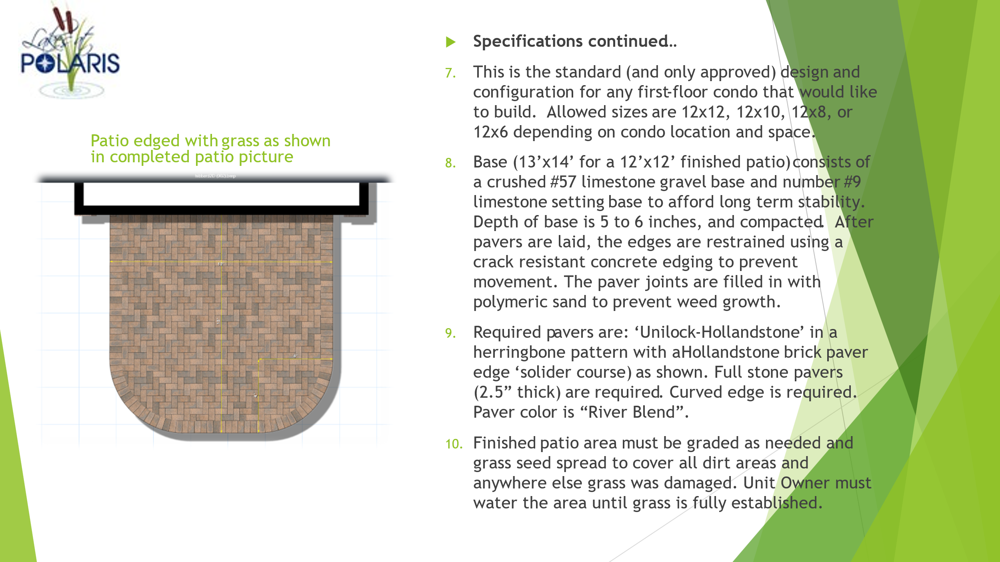 Lakes at
POLARIS
Patio edged with grass as shown
in completed patio picture
hibbard2D (002).bmp
12'
12'
4'
4'
Specifications continued..
7. This is the standard (and only approved) design and
configuration for any first-floor condo that would like
to build. Allowed sizes are 12x12, 12x10, 12x8, or
12x6 depending on condo location and space.
8. Base (13’x14’ for a 12’x12’ finished patio) consists of
a crushed #57 limestone gravel base and number #9
limestone setting base to afford long term stability.
Depth of base is 5 to 6 inches, and compacted. After
pavers are laid, the edges are restrained using a
crack resistant concrete edging to prevent
movement. The paver joints are filled in with
polymeric sand to prevent weed growth.
9. Required pavers are: ‘Unilock-Hollandstone’ in a
herringbone pattern with aHollandstone brick paver
edge ‘solider course) as shown. Full stone pavers
(2.5” thick) are required. Curved edge is required.
Paver color is “River Blend”.
10. Finished patio area must be graded as needed and
grass seed spread to cover all dirt areas and
anywhere else grass was damaged. Unit Owner must
water the area until grass is fully established.